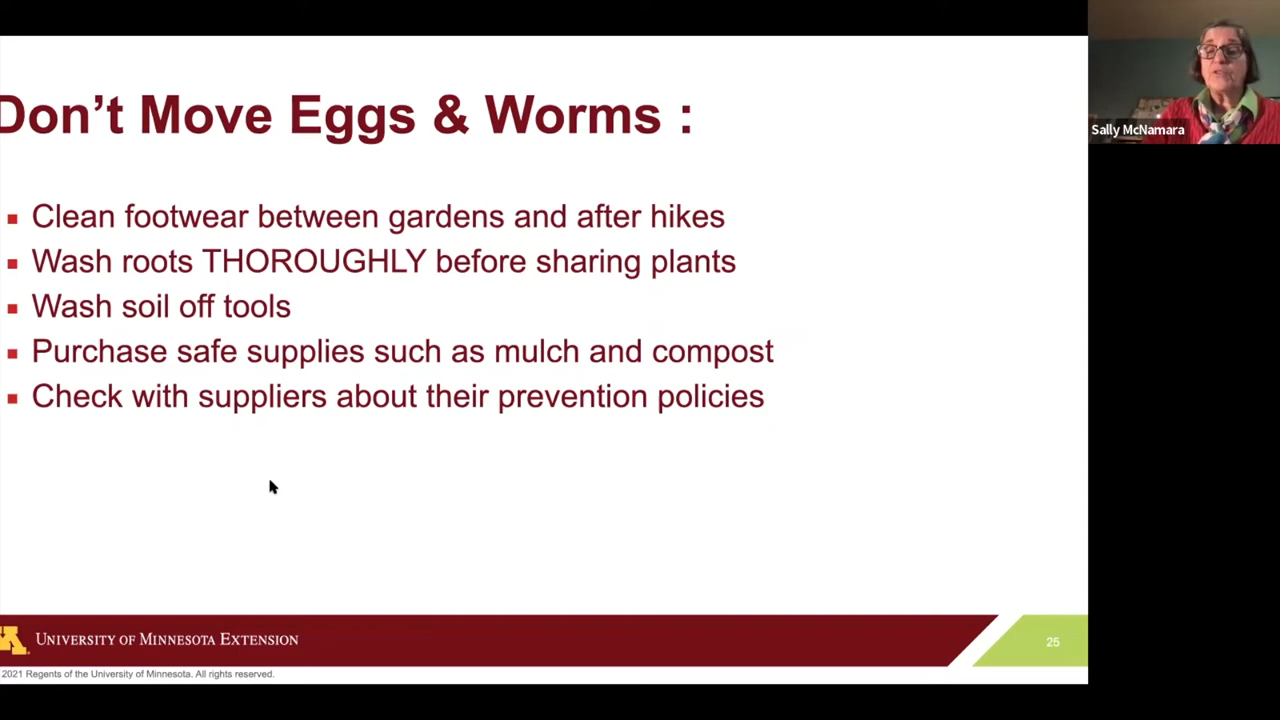 Don't Move Eggs & Worms :
Clean footwear between gardens and after hikes
Wash roots THOROUGHLY before sharing plants
Wash soil off tools
Purchase safe supplies such as mulch and compost
Check with suppliers about their prevention policies
UNIVERSITY OF MINNESOTA EXTENSION
25
2021 Regents of the University of Minnesota. All rights reserved.
Sally McNamara